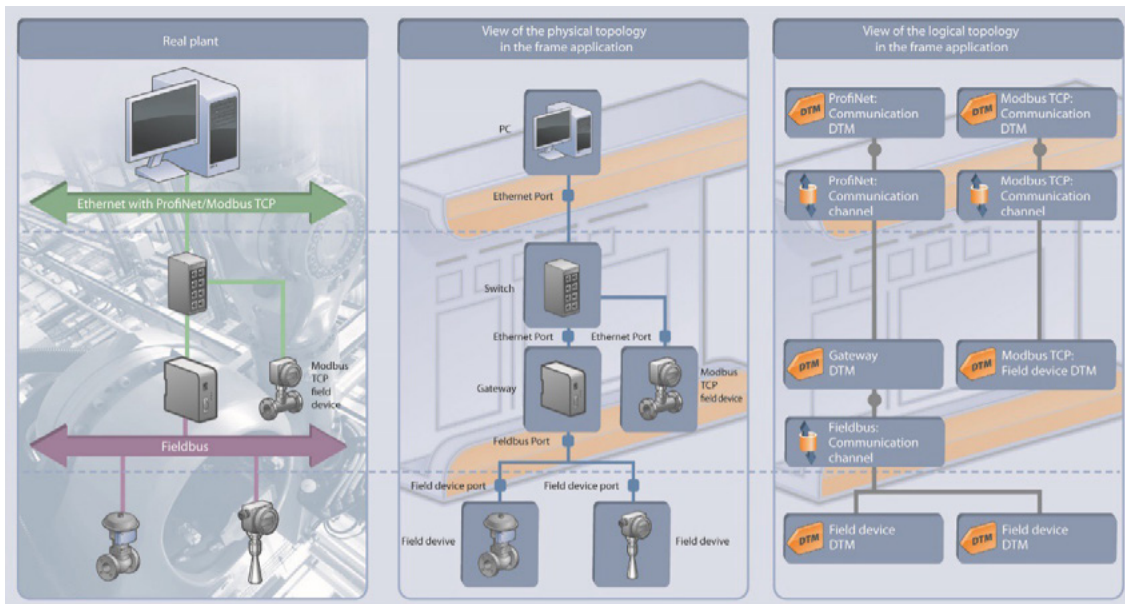 Real plant
Ethernet with ProfiNet/Modbus TCP
Modbus
TCP
field
device
Fieldbus
View of the physical topology
in the frame application
PC
Ethernet Port
Switch
Ethernet Port
Ethernet Port
Gateway
Modbus
TCP
field device
Feldbus Port
Field device port
Field device port
Field devive
Field devive
View of the logical topology
in the frame application
DTM
ProfiNet:
Communication
DTM
DTM
Modbus TCP:
Communication
DTM
ProfiNet:
Communication
channel
Modbus TCP:
Communication
channel
DTM
Gateway
DTM
DTM
Modbus TCP:
Field device DTM
Fieldbus:
Communication
channel
DTM
Field device
DTM
DTM
Field device
DTM